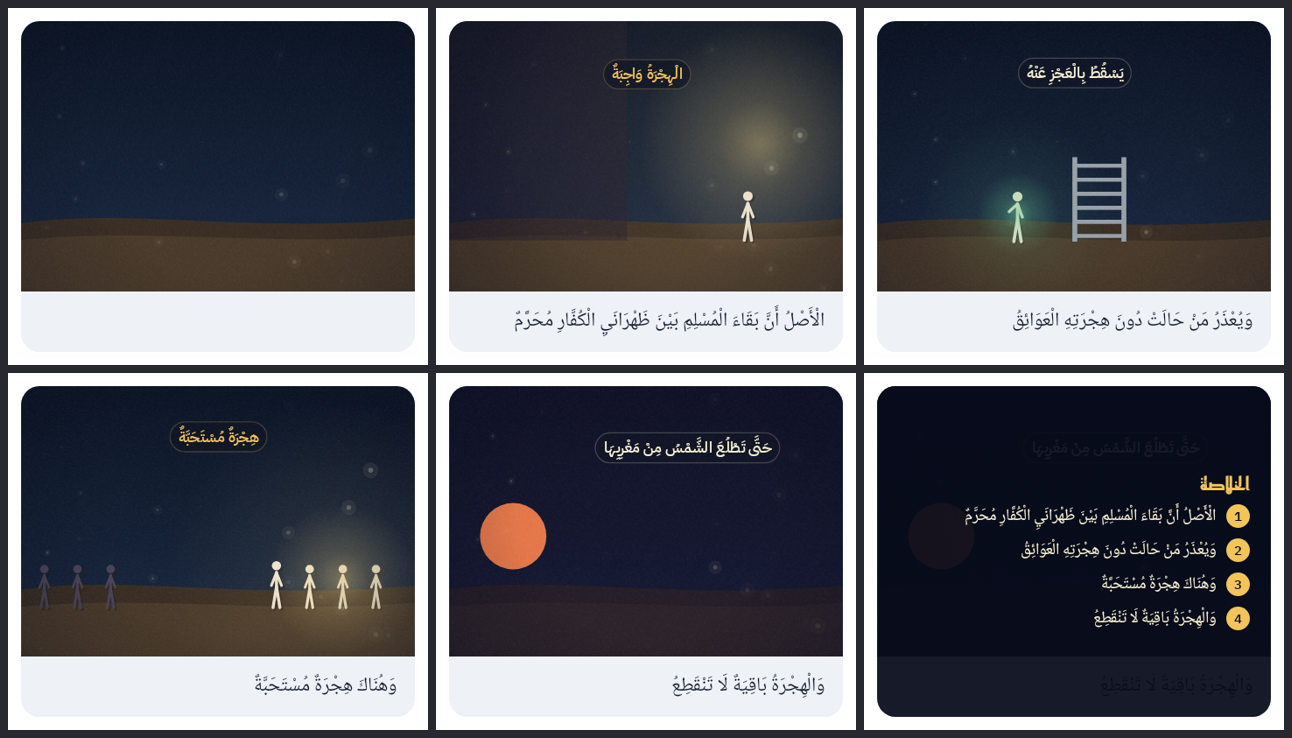 الْهِجْرَةُ وَاجِبَةٌ
الْأَصْلُ أَنَّ بَقَاءَ الْمُسْلِمِ بَيْنَ ظَهْرَانَيِ الْكُفَّارِ مُحَرَّمٌ
يَسْقُطُ بِالْعَجْزِ عَنْهُ
وَيُعْذَرُ مَنْ حَالَتْ دُونَ هِجْرَتِهِ الْعَوَائِقُ
هِجْرَةٌ مُسْتَحَبَّةٌ
وَهُنَاكَ هِجْرَةٌ مُسْتَحَبَّةٌ
حَتَّى تَطْلُعَ الشَّمْسُ مِنْ مَغْرِبِهَا
وَالْهِجْرَةُ بَاقِيَةٌ لَا تَنْقَطِعُ
حَتَّى تَطْلُعَ الشَّمْسُ مِنْ مَغْرِبِهَا
الخلاصة
1 الْأَصْلُ أَنَّ بَقَاءَ الْمُسْلِمِ بَيْنَ ظَهْرَانَيِ الْكُفَّارِ مُحَرَّمٌ
2 وَيُعْذَرُ مَنْ حَالَتْ دُونَ هِجْرَتِهِ الْعَوَائِقُ
3 وَهُنَاكَ هِجْرَةٌ مُسْتَحَبَّةٌ
4 وَالْهِجْرَةُ بَاقِيَةٌ لَا تَنْقَطِعُ
وَالْهِجْرَةُ بَاقِيَةٌ لَا تَنْقَطِعُ